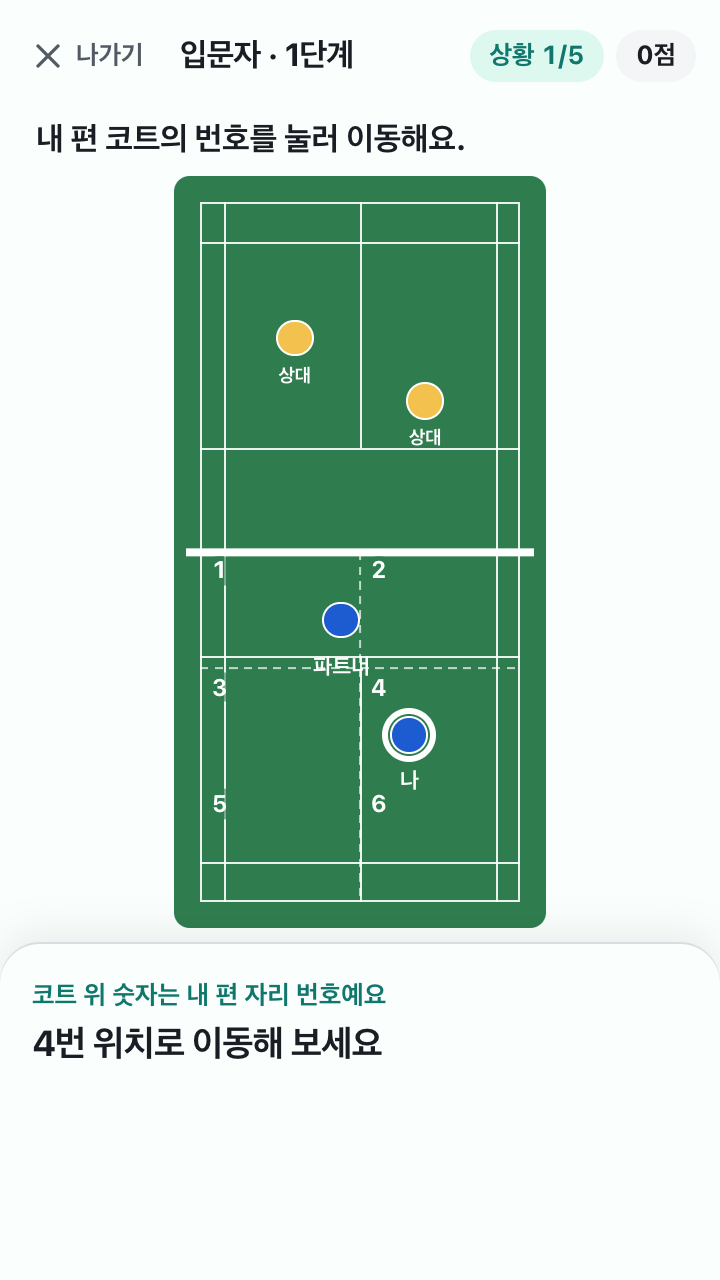 나가기
입문자 · 1단계
상황 1/5
0점
내 편 코트의 번호를 눌러 이동해요.
상대
상대
1
2
파트너
3
4
나
5
6
코트 위 숫자는 내 편 자리 번호예요
4번 위치로 이동해 보세요